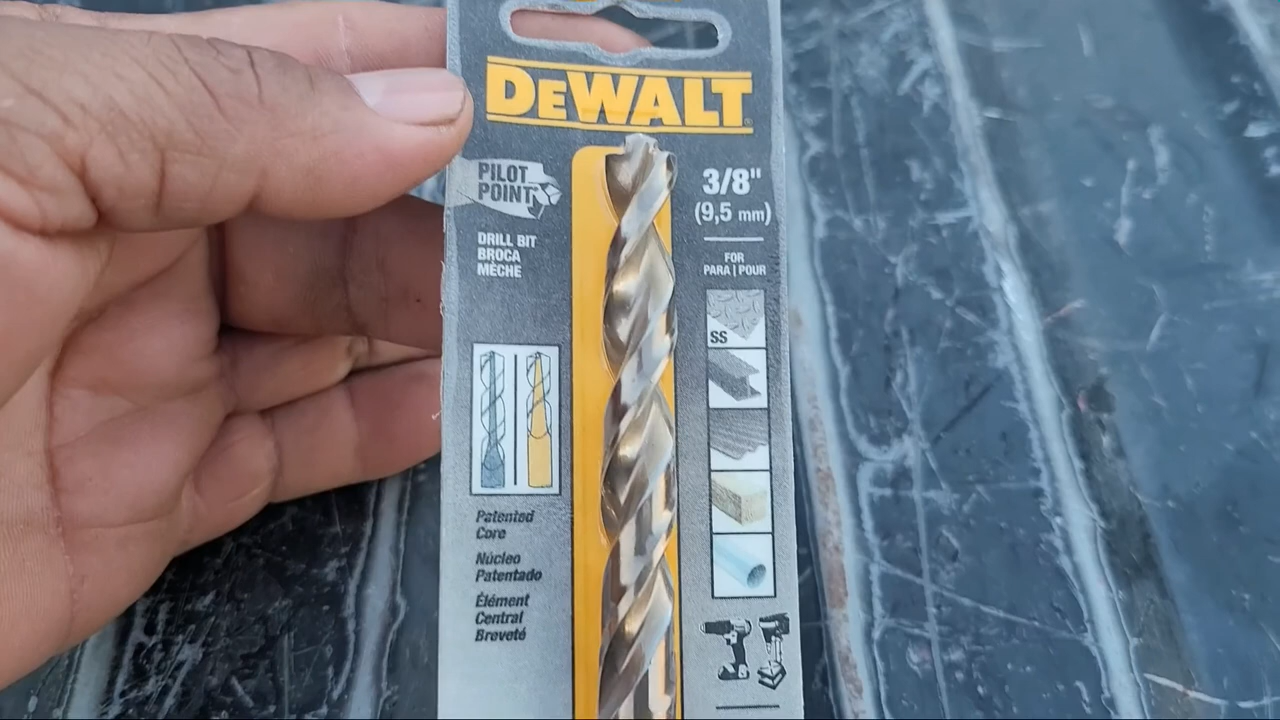 DEWALT
PILOT
POINT
3/8"
(9,5 mm)
DRILL BIT
BROCA
MÈCHE
FOR
PARA | POUR
SS
Patented
Core
Núcleo
Patentado
Élément
Central
Breveté